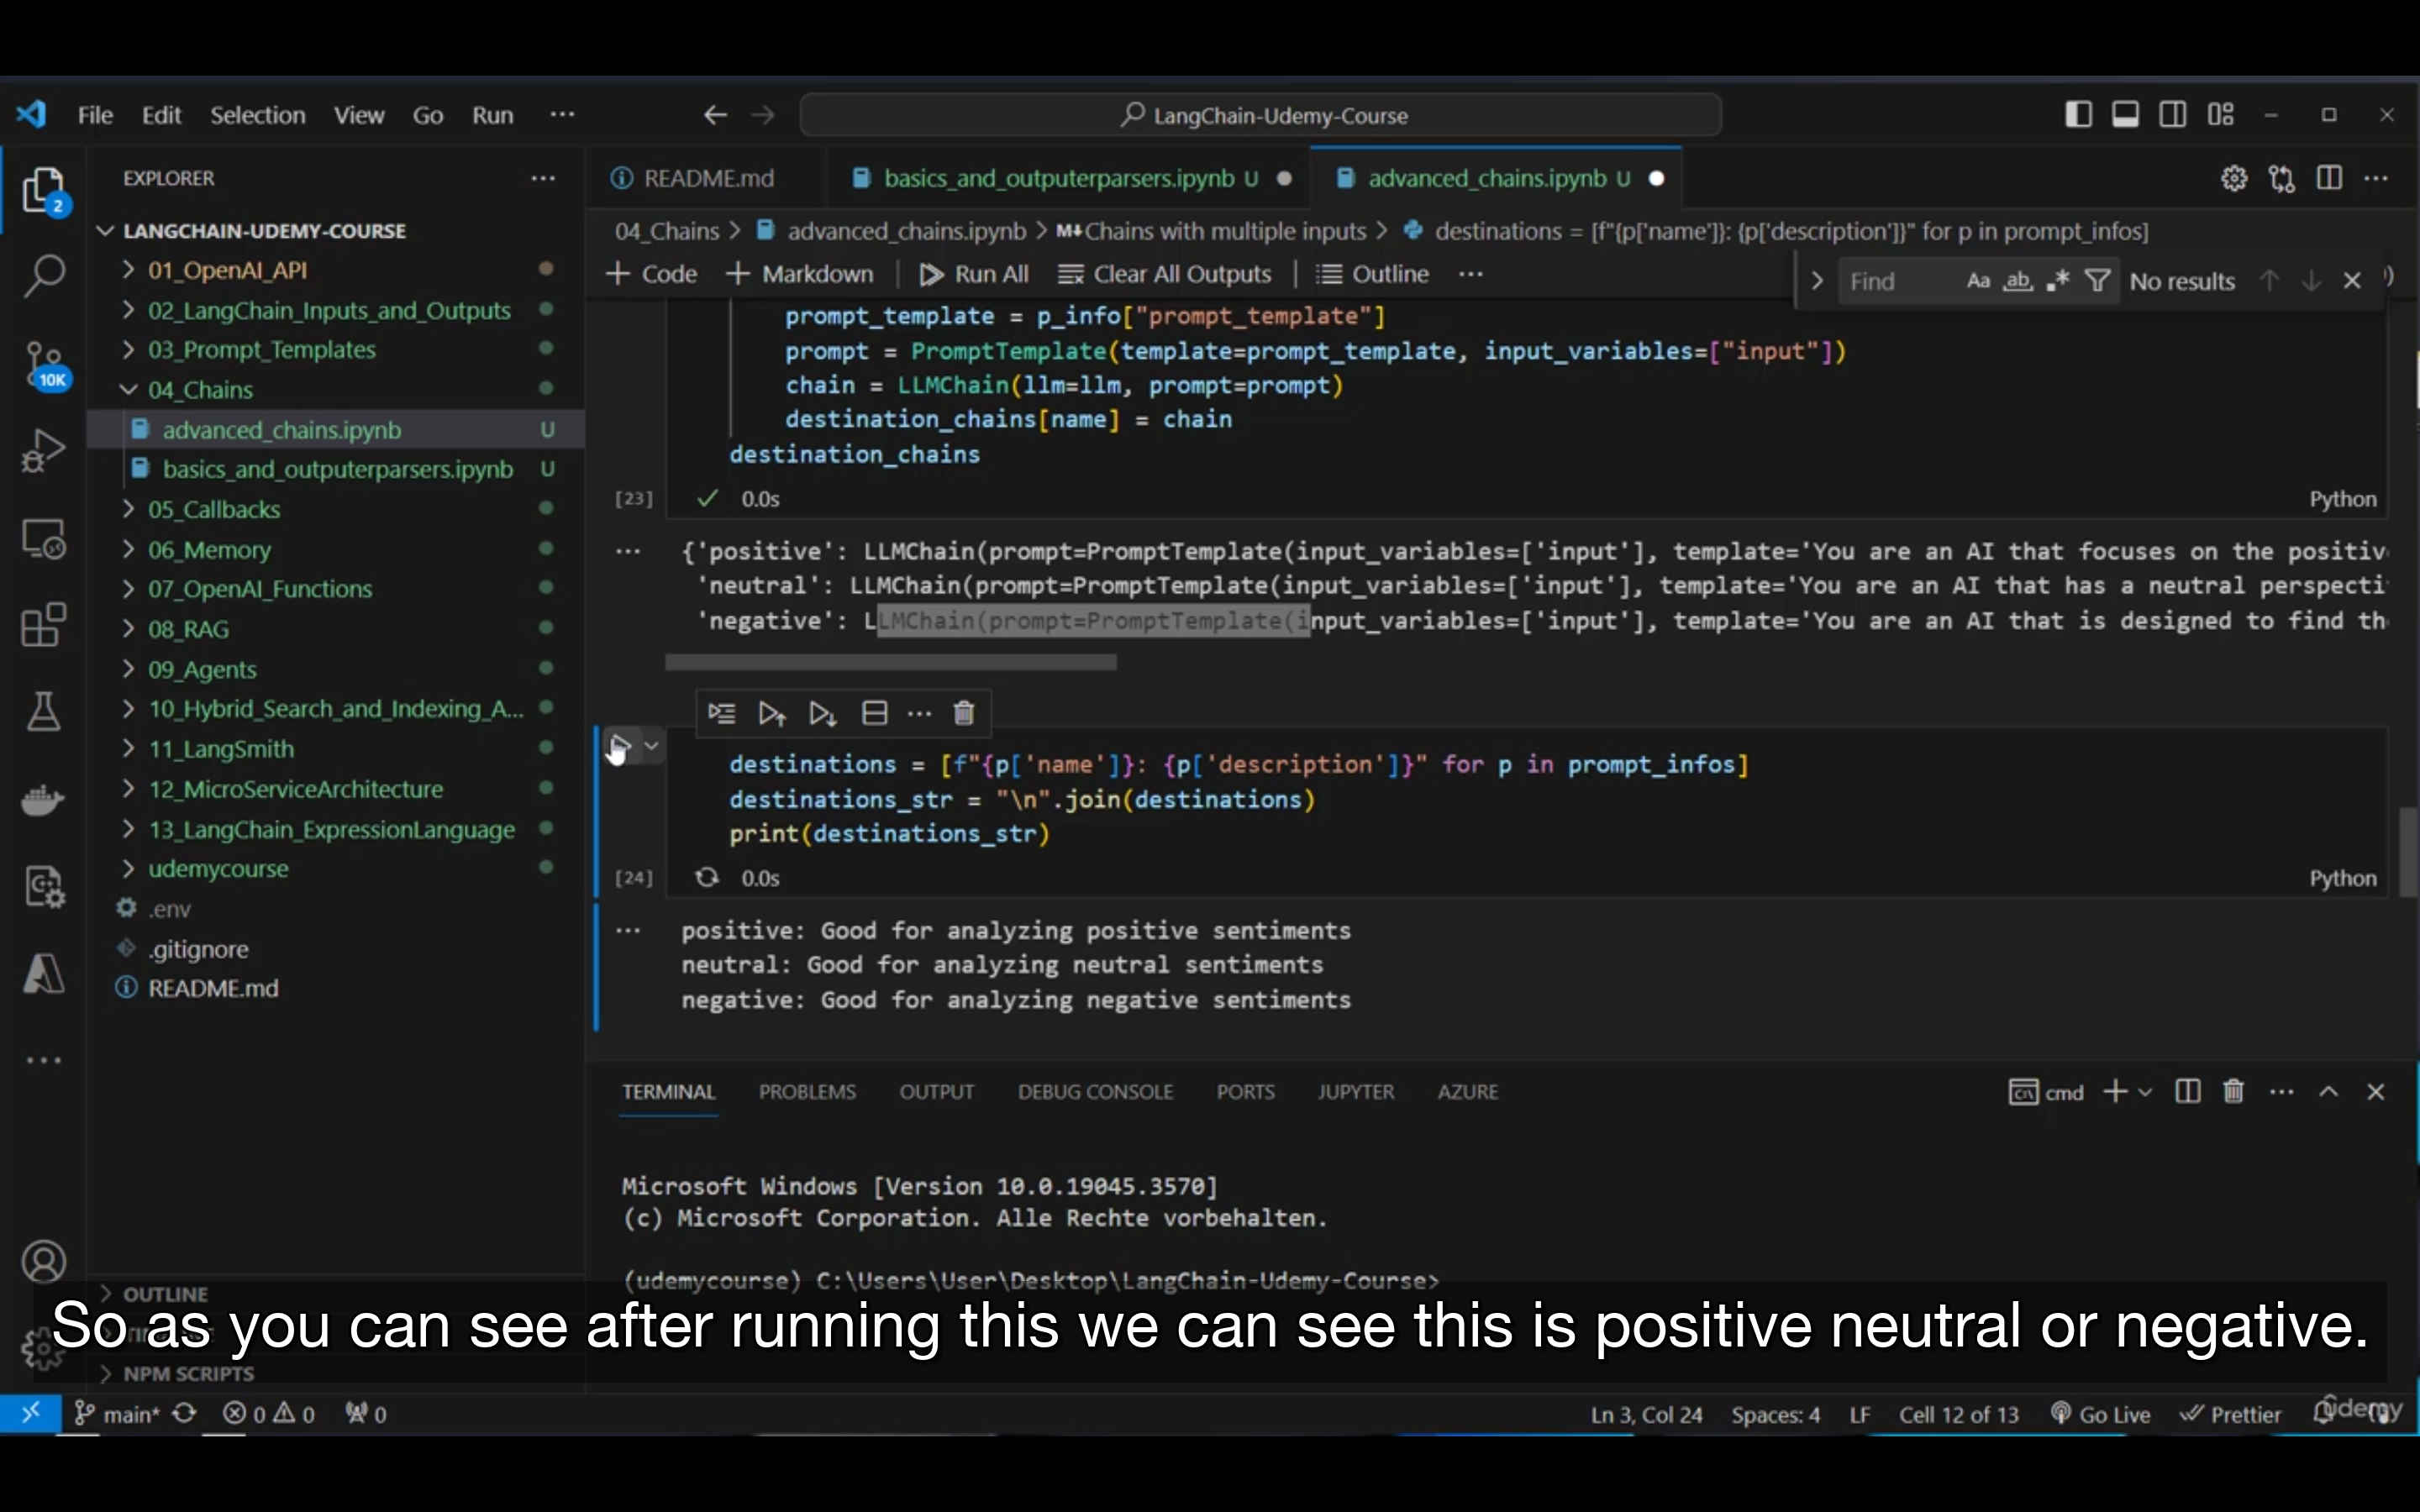 File Edit Selection View Go Run ···
LangChain-Udemy-Course
EXPLORER ···
2
LANGCHAIN-UDEMY-COURSE
01_OpenAI_API
02_LangChain_Inputs_and_Outputs
03_Prompt_Templates
10K
04_Chains
advanced_chains.ipynb U
basics_and_outputerparsers.ipynb U
05_Callbacks
06_Memory
07_OpenAI_Functions
08_RAG
09_Agents
10_Hybrid_Search_and_Indexing_A...
11_LangSmith
12_MicroServiceArchitecture
13_LangChain_ExpressionLanguage
udemycourse
.env
.gitignore
README.md
OUTLINE
NPM SCRIPTS
README.md
basics_and_outputerparsers.ipynb U
advanced_chains.ipynb U
04_Chains > advanced_chains.ipynb > M↓Chains with multiple inputs > destinations = [f"{p['name']}: {p['description']}" for p in prompt_infos]
+ Code + Markdown | Run All Clear All Outputs | Outline ···
Find Aa ab .* No results
prompt_template = p_info["prompt_template"]
prompt = PromptTemplate(template=prompt_template, input_variables=["input"])
chain = LLMChain(llm=llm, prompt=prompt)
destination_chains[name] = chain
destination_chains
[23] ✓ 0.0s Python
{'positive': LLMChain(prompt=PromptTemplate(input_variables=['input'], template='You are an AI that focuses on the positiv
'neutral': LLMChain(prompt=PromptTemplate(input_variables=['input'], template='You are an AI that has a neutral perspecti
'negative': LLMChain(prompt=PromptTemplate(input_variables=['input'], template='You are an AI that is designed to find th
destinations = [f"{p['name']}: {p['description']}" for p in prompt_infos]
destinations_str = "\n".join(destinations)
print(destinations_str)
[24] 0.0s Python
positive: Good for analyzing positive sentiments
neutral: Good for analyzing neutral sentiments
negative: Good for analyzing negative sentiments
TERMINAL PROBLEMS OUTPUT DEBUG CONSOLE PORTS JUPYTER AZURE
cmd
Microsoft Windows [Version 10.0.19045.3570]
(c) Microsoft Corporation. Alle Rechte vorbehalten.
(udemycourse) C:\Users\User\Desktop\LangChain-Udemy-Course>
So as you can see after running this we can see this is positive neutral or negative.
main* 0 0 0
Ln 3, Col 24 Spaces: 4 LF Cell 12 of 13 Go Live Prettier
udemy